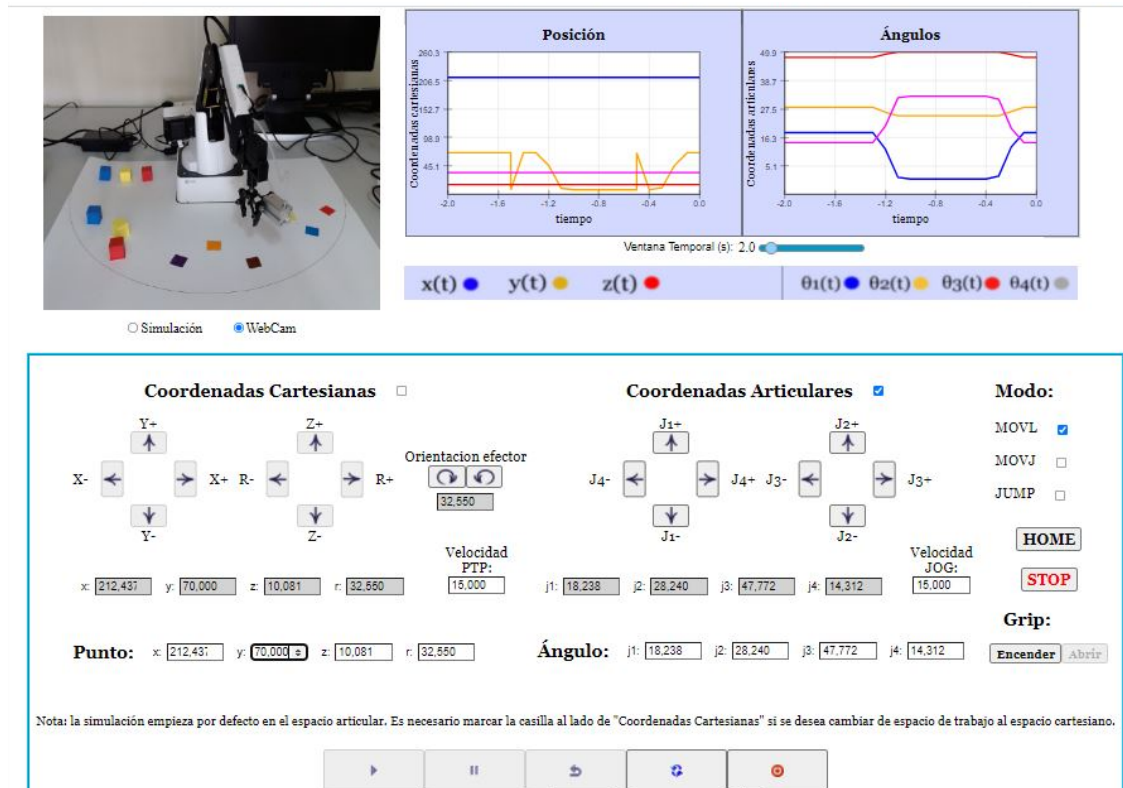 Posición
Coordenadas cartesianas
260.3
206.5
152.7
98.9
45.1
-2.0 -1.6 -1.2 -0.8 -0.4 0.0
tiempo
Ángulos
Coordenadas articulares
49.9
38.7
27.5
16.3
5.1
-2.0 -1.6 -1.2 -0.8 -0.4 0.0
tiempo
Ventana Temporal (s): 2.0
x(t) y(t) z(t) θ1(t) θ2(t) θ3(t) θ4(t)
Simulación WebCam
Coordenadas Cartesianas Coordenadas Articulares Modo:
Y+ Z+ J1+ J2+
MOVL
Orientacion efector
X- X+ R- R+ J4- J4+ J3- J3+
MOVJ
32,550
JUMP
Y- Z- J1- J2-
HOME
Velocidad PTP: Velocidad JOG:
x: 212,437 y: 70,000 z: 10,081 r: 32,550 15,000 j1: 18,238 j2: 28,240 j3: 47,772 j4: 14,312 15,000
STOP
Grip:
Punto: x: 212,437 y: 70,000 z: 10,081 r: 32,550 Ángulo: j1: 18,238 j2: 28,240 j3: 47,772 j4: 14,312 Encender Abrir
Nota: la simulación empieza por defecto en el espacio articular. Es necesario marcar la casilla al lado de "Coordenadas Cartesianas" si se desea cambiar de espacio de trabajo al espacio cartesiano.